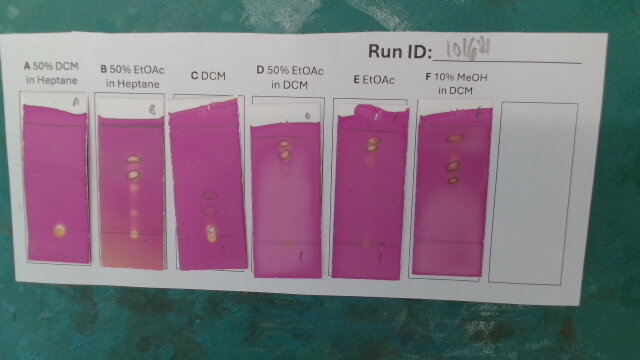 Run ID:
A 50% DCM
in Heptane
B 50% EtOAc
in Heptane
C DCM
D 50% EtOAc
in DCM
E EtOAc
F 10% MeOH
in DCM
A
B